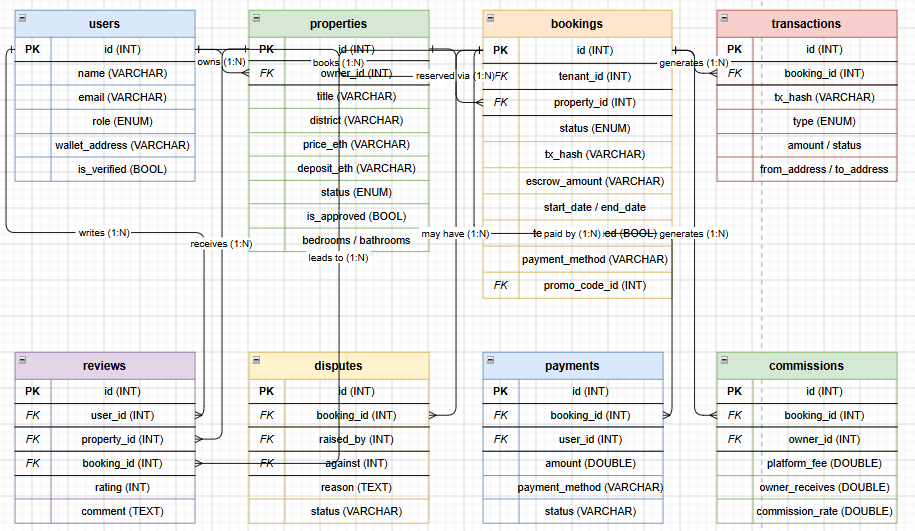 users
PK id (INT)
name (VARCHAR)
email (VARCHAR)
role (ENUM)
wallet_address (VARCHAR)
is_verified (BOOL)
properties
PK id (INT)
FK owner_id (INT)
title (VARCHAR)
district (VARCHAR)
price_eth (VARCHAR)
deposit_eth (VARCHAR)
status (ENUM)
is_approved (BOOL)
bedrooms / bathrooms
bookings
PK id (INT)
FK tenant_id (INT)
FK property_id (INT)
status (ENUM)
tx_hash (VARCHAR)
escrow_amount (VARCHAR)
start_date / end_date
(BOOL)
payment_method (VARCHAR)
FK promo_code_id (INT)
transactions
PK id (INT)
FK booking_id (INT)
tx_hash (VARCHAR)
type (ENUM)
amount / status
from_address / to_address
owns (1:N)
books (1:N)
reserved via (1:N)
generates (1:N)
writes (1:N)
receives (1:N)
leads to (1:N)
may have (1:N)
paid by (1:N)
generates (1:N)
reviews
PK id (INT)
FK user_id (INT)
FK property_id (INT)
FK booking_id (INT)
rating (INT)
comment (TEXT)
disputes
PK id (INT)
FK booking_id (INT)
FK raised_by (INT)
FK against (INT)
reason (TEXT)
status (VARCHAR)
payments
PK id (INT)
FK booking_id (INT)
FK user_id (INT)
amount (DOUBLE)
payment_method (VARCHAR)
status (VARCHAR)
commissions
PK id (INT)
FK booking_id (INT)
FK owner_id (INT)
platform_fee (DOUBLE)
owner_receives (DOUBLE)
commission_rate (DOUBLE)